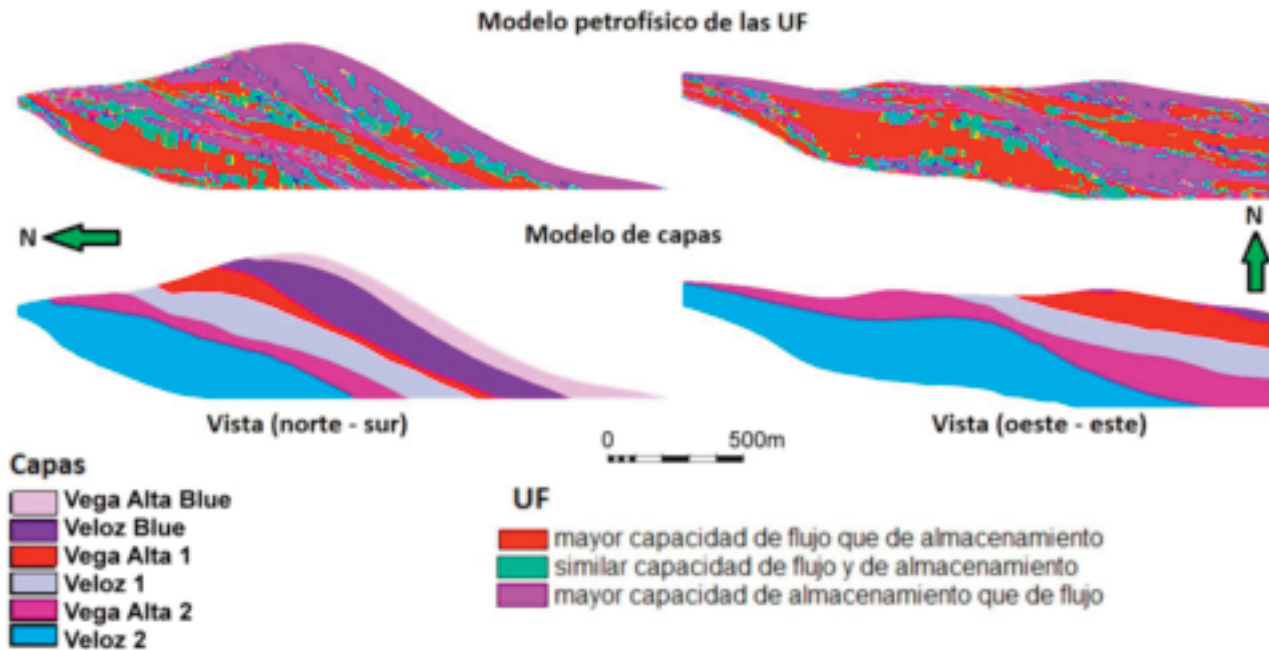 Modelo petrofísico de las UF
N
Modelo de capas
N
Vista (norte - sur)
Vista (oeste - este)
0 500m
Capas
Vega Alta Blue
Veloz Blue
Vega Alta 1
Veloz 1
Vega Alta 2
Veloz 2
UF
mayor capacidad de flujo que de almacenamiento
similar capacidad de flujo y de almacenamiento
mayor capacidad de almacenamiento que de flujo